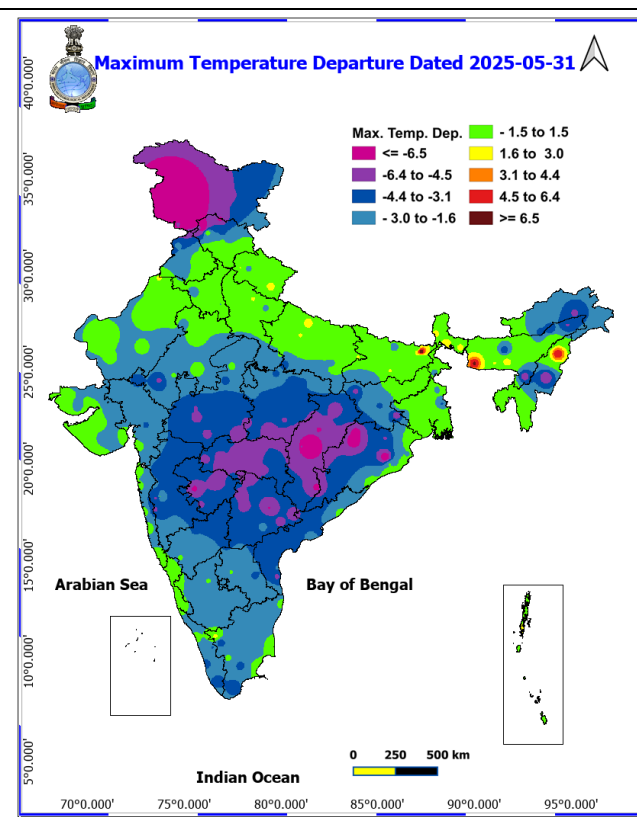 Maximum Temperature Departure Dated 2025-05-31
40°0.000'
35°0.000'
30°0.000'
25°0.000'
20°0.000'
15°0.000'
10°0.000'
5°0.000'
Max. Temp. Dep.
<= -6.5
-6.4 to -4.5
-4.4 to -3.1
- 3.0 to -1.6
- 1.5 to 1.5
1.6 to 3.0
3.1 to 4.4
4.5 to 6.4
>= 6.5
Arabian Sea
Bay of Bengal
Indian Ocean
0 250 500 km
70°0.000' 75°0.000' 80°0.000' 85°0.000' 90°0.000' 95°0.000'